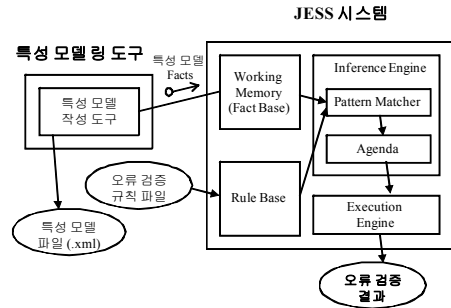 JESS 시스템
특성 모델 링 도구
특성 모델
Facts
특성 모델
작성 도구
Working
Memory
(Fact Base)
Inference Engine
Pattern Matcher
Agenda
오류 검증
규칙 파일
Rule Base
특성 모델
파일 (.xml)
Execution
Engine
오류 검증
결과